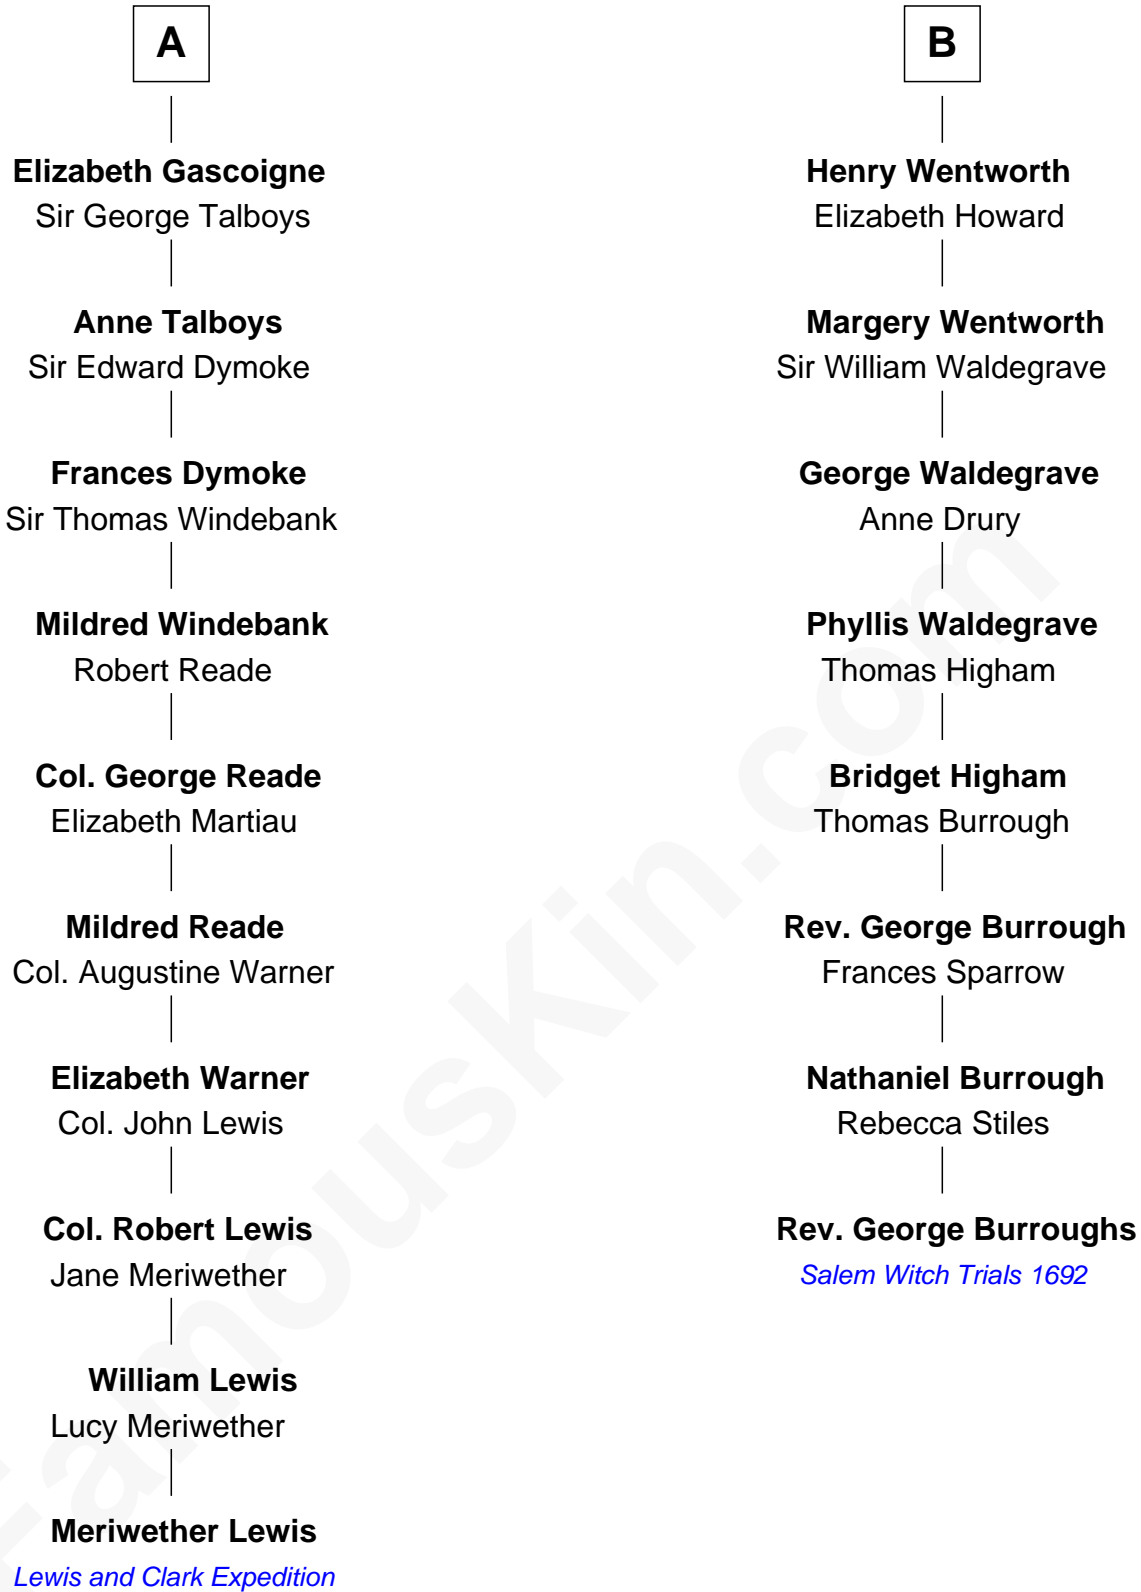 A
Elizabeth Gascoigne
Sir George Talboys
Anne Talboys
Sir Edward Dymoke
Frances Dymoke
Sir Thomas Windebank
Mildred Windebank
Robert Reade
Col. George Reade
Elizabeth Martiau
Mildred Reade
Col. Augustine Warner
Elizabeth Warner
Col. John Lewis
Col. Robert Lewis
Jane Meriwether
William Lewis
Lucy Meriwether
Meriwether Lewis
Lewis and Clark Expedition
B
Henry Wentworth
Elizabeth Howard
Margery Wentworth
Sir William Waldegrave
George Waldegrave
Anne Drury
Phyllis Waldegrave
Thomas Higham
Bridget Higham
Thomas Burrough
Rev. George Burrough
Frances Sparrow
Nathaniel Burrough
Rebecca Stiles
Rev. George Burroughs
Salem Witch Trials 1692
FamousKin.com